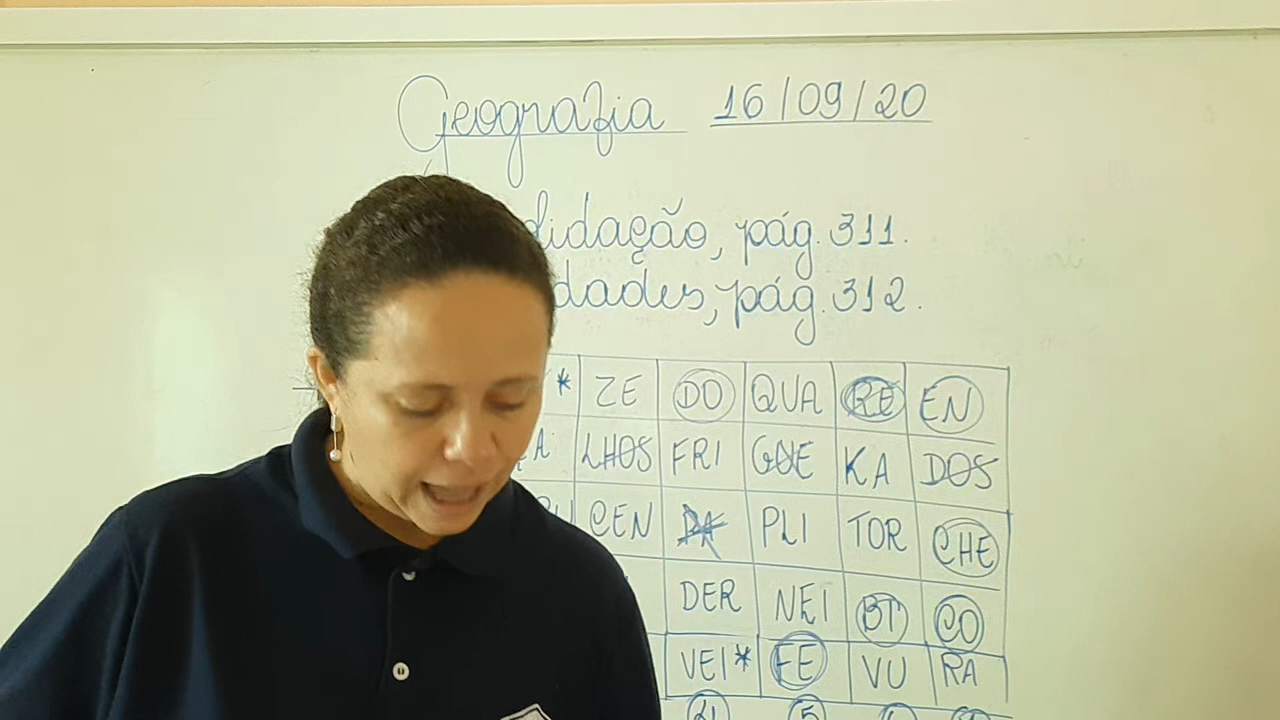 Geografia 16/09/20
didação, pág. 311.
dades, pág. 312.
* ZE DO QUA RE EN
A LHOS FRI GUE KA DOS
CEN PLI TOR CHE
DER NEI BT CO
VEI* FE VU RA